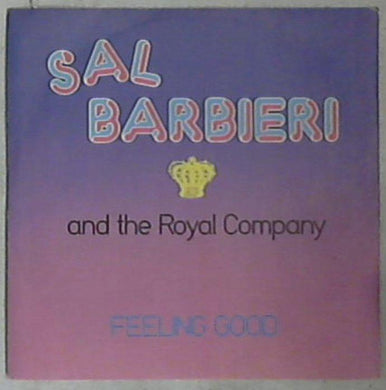 SAL
BARBIERI
and the Royal Company
FEELING GOOD